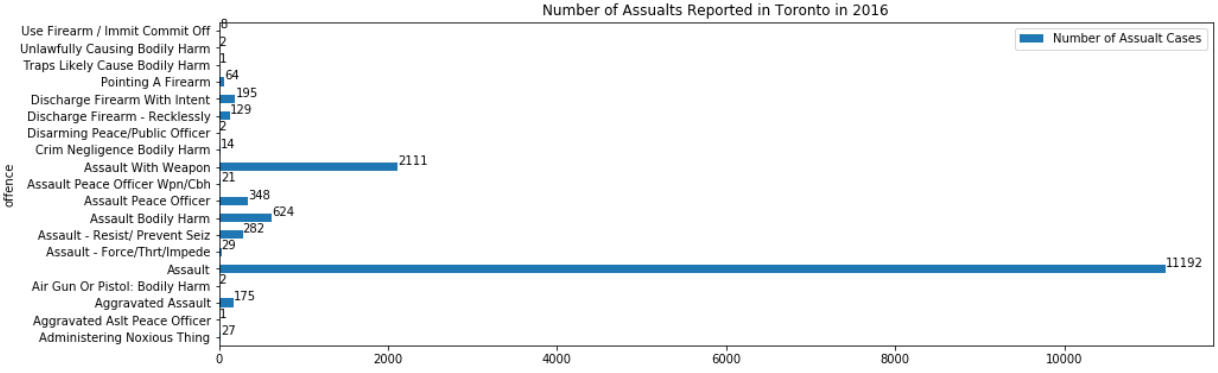 Number of Assualts Reported in Toronto in 2016
Number of Assualt Cases
offence
Use Firearm / Immit Commit Off 8
Unlawfully Causing Bodily Harm 2
Traps Likely Cause Bodily Harm 1
Pointing A Firearm 64
Discharge Firearm With Intent 195
Discharge Firearm - Recklessly 129
Disarming Peace/Public Officer 2
Crim Negligence Bodily Harm 14
Assault With Weapon 2111
Assault Peace Officer Wpn/Cbh 21
Assault Peace Officer 348
Assault Bodily Harm 624
Assault - Resist/ Prevent Seiz 282
Assault - Force/Thrt/Impede 29
Assault 11192
Air Gun Or Pistol: Bodily Harm 2
Aggravated Assault 175
Aggravated Aslt Peace Officer 1
Administering Noxious Thing 27
0 2000 4000 6000 8000 10000